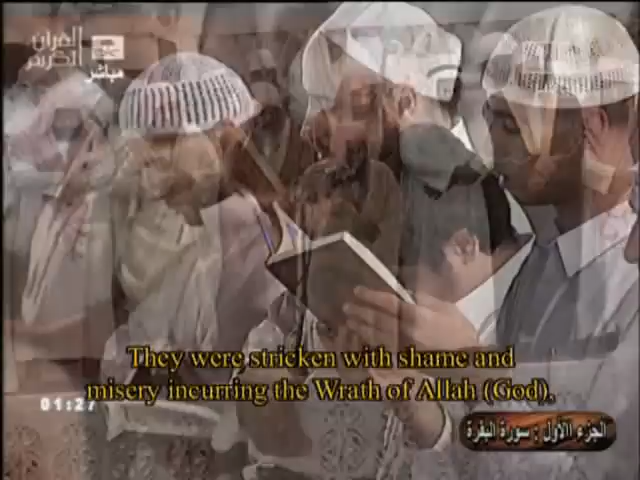 القرآن
الكريم
مباشر
They were stricken with shame and
misery incurring the Wrath of Allah (God).
01:27
الجزء الأول : سورة البقرة